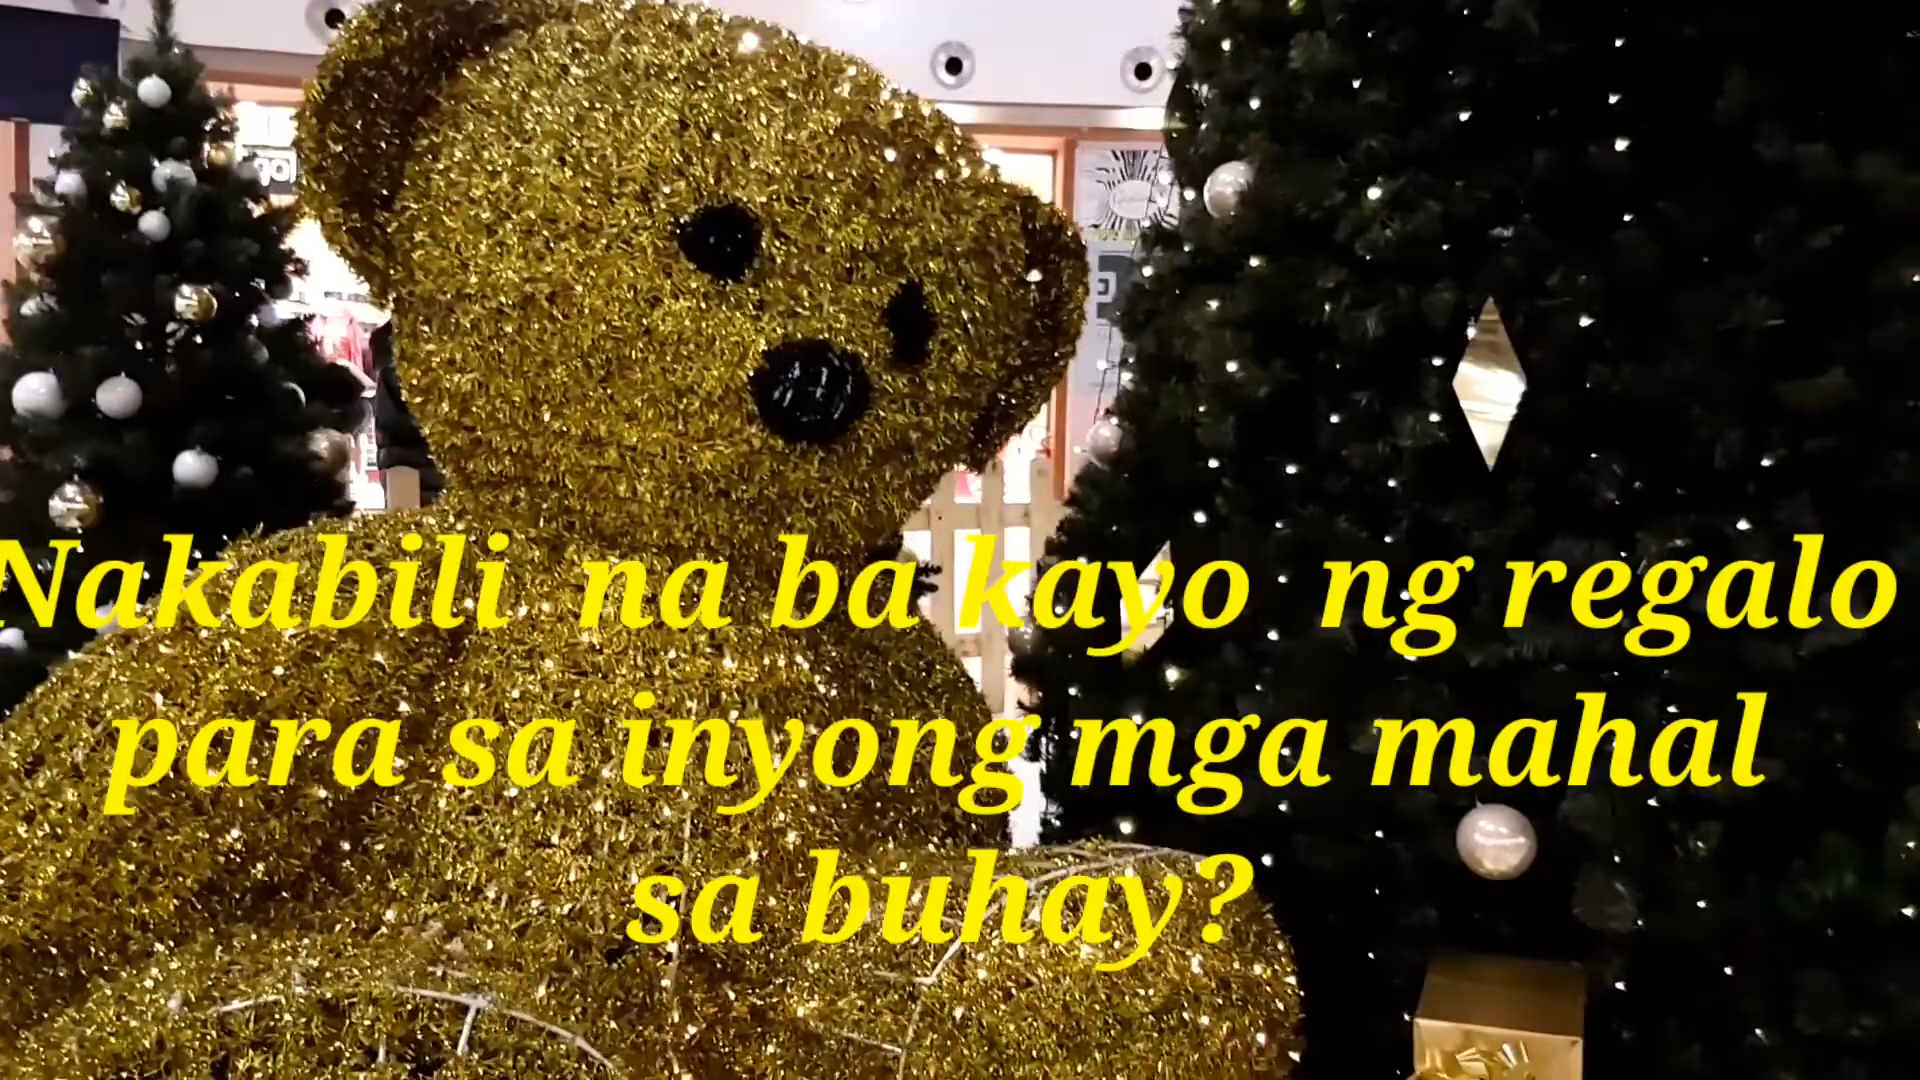 Nakabili na ba kayo ng regalo
para sa inyong mga mahal
sa buhay?